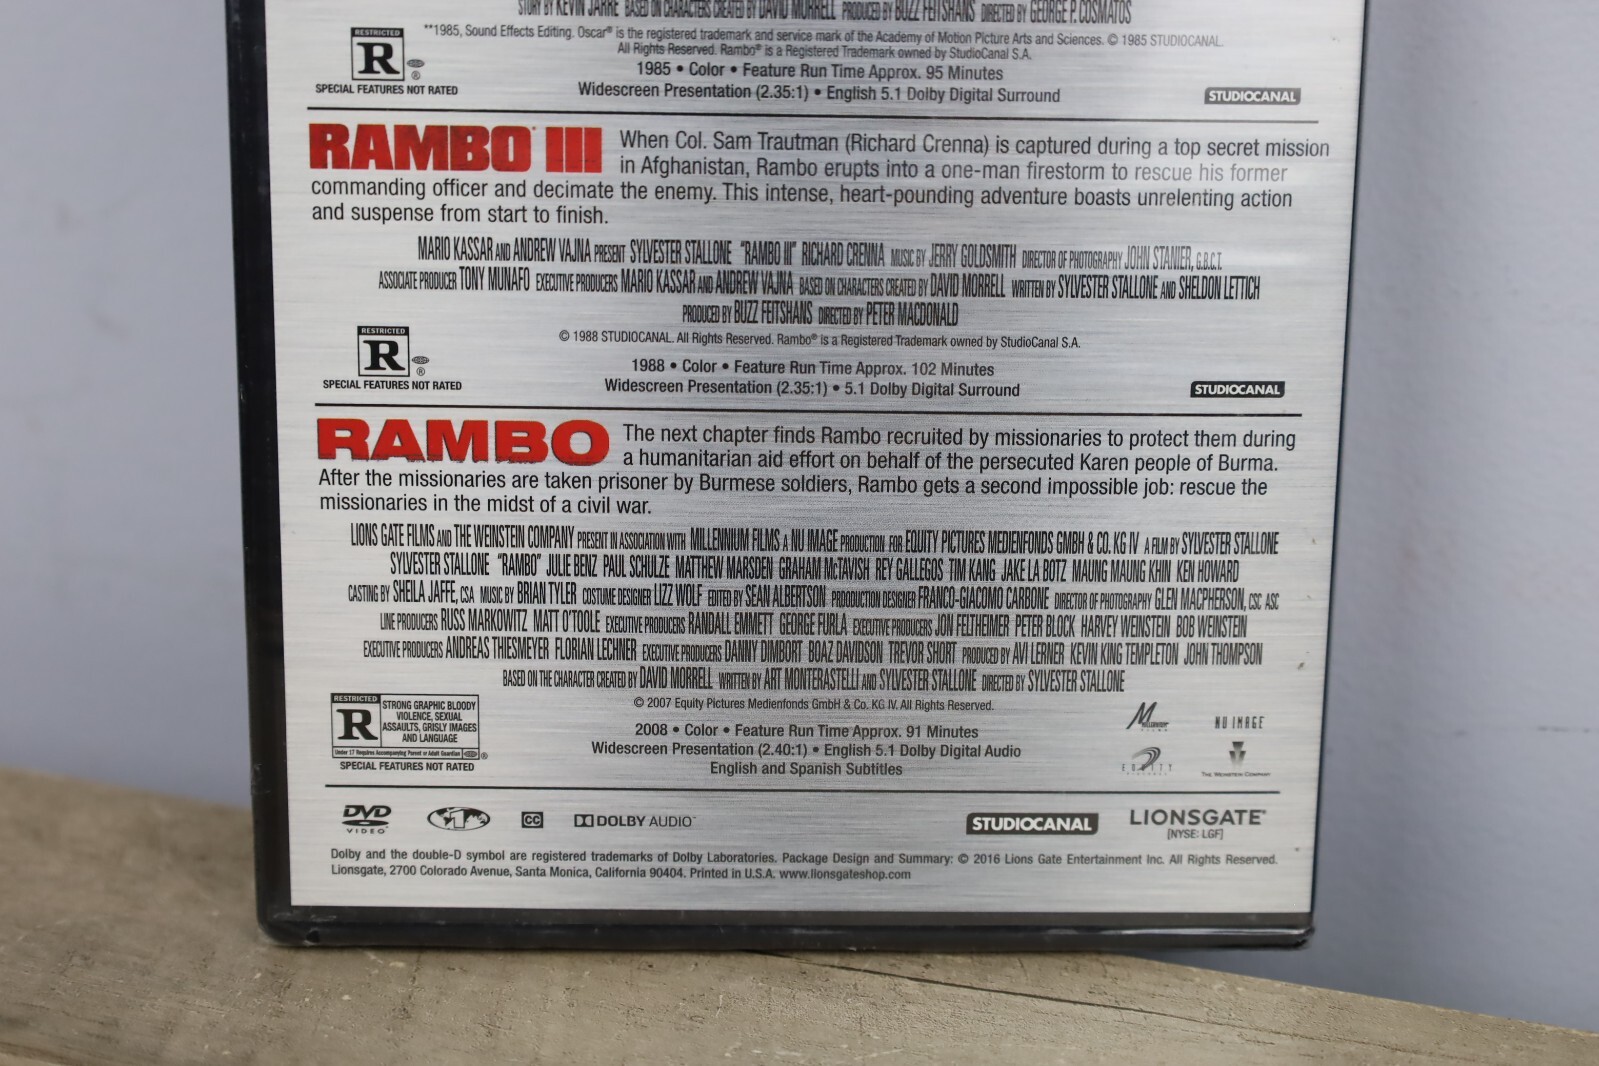 STORY BY KEVIN JARRE BASED ON CHARACTERS CREATED BY DAVID MORRELL PRODUCED BY BUZZ FEITSHANS DIRECTED BY GEORGE P. COSMATOS
**1985, Sound Effects Editing. Oscar® is the registered trademark and service mark of the Academy of Motion Picture Arts and Sciences. © 1985 STUDIOCANAL.
All Rights Reserved. Rambo® is a Registered Trademark owned by StudioCanal S.A.
RESTRICTED
R
®
SPECIAL FEATURES NOT RATED
1985 • Color • Feature Run Time Approx. 95 Minutes
Widescreen Presentation (2.35:1) • English 5.1 Dolby Digital Surround
STUDIOCANAL
RAMBO III
When Col. Sam Trautman (Richard Crenna) is captured during a top secret mission
in Afghanistan, Rambo erupts into a one-man firestorm to rescue his former
commanding officer and decimate the enemy. This intense, heart-pounding adventure boasts unrelenting action
and suspense from start to finish.
MARIO KASSAR AND ANDREW VAJNA PRESENT SYLVESTER STALLONE "RAMBO III" RICHARD CRENNA MUSIC BY JERRY GOLDSMITH DIRECTOR OF PHOTOGRAPHY JOHN STANIER, G.B.C.T.
ASSOCIATE PRODUCER TONY MUNAFO EXECUTIVE PRODUCERS MARIO KASSAR AND ANDREW VAJNA BASED ON CHARACTERS CREATED BY DAVID MORRELL WRITTEN BY SYLVESTER STALLONE AND SHELDON LETTICH
PRODUCED BY BUZZ FEITSHANS DIRECTED BY PETER MACDONALD
© 1988 STUDIOCANAL. All Rights Reserved. Rambo® is a Registered Trademark owned by StudioCanal S.A.
RESTRICTED
R
®
SPECIAL FEATURES NOT RATED
1988 • Color • Feature Run Time Approx. 102 Minutes
Widescreen Presentation (2.35:1) • 5.1 Dolby Digital Surround
STUDIOCANAL
RAMBO
The next chapter finds Rambo recruited by missionaries to protect them during
a humanitarian aid effort on behalf of the persecuted Karen people of Burma.
After the missionaries are taken prisoner by Burmese soldiers, Rambo gets a second impossible job: rescue the
missionaries in the midst of a civil war.
LIONS GATE FILMS AND THE WEINSTEIN COMPANY PRESENT IN ASSOCIATION WITH MILLENNIUM FILMS A NU IMAGE PRODUCTION FOR EQUITY PICTURES MEDIENFONDS GMBH & CO. KG IV A FILM BY SYLVESTER STALLONE
SYLVESTER STALLONE "RAMBO" JULIE BENZ PAUL SCHULZE MATTHEW MARSDEN GRAHAM McTAVISH REY GALLEGOS TIM KANG JAKE LA BOTZ MAUNG MAUNG KHIN KEN HOWARD
CASTING BY SHEILA JAFFE, CSA MUSIC BY BRIAN TYLER COSTUME DESIGNER LIZZ WOLF EDITED BY SEAN ALBERTSON PRODUCTION DESIGNER FRANCO-GIACOMO CARBONE DIRECTOR OF PHOTOGRAPHY GLEN MACPHERSON, CSC ASC
LINE PRODUCERS RUSS MARKOWITZ MATT O'TOOLE EXECUTIVE PRODUCERS RANDALL EMMETT GEORGE FURLA EXECUTIVE PRODUCERS JON FELTHEIMER PETER BLOCK HARVEY WEINSTEIN BOB WEINSTEIN
EXECUTIVE PRODUCERS ANDREAS THIESMEYER FLORIAN LECHNER EXECUTIVE PRODUCERS DANNY DIMBORT BOAZ DAVIDSON TREVOR SHORT PRODUCED BY AVI LERNER KEVIN KING TEMPLETON JOHN THOMPSON
BASED ON THE CHARACTER CREATED BY DAVID MORRELL WRITTEN BY ART MONTERASTELLI AND SYLVESTER STALLONE DIRECTED BY SYLVESTER STALLONE
© 2007 Equity Pictures Medienfonds GmbH & Co. KG IV. All Rights Reserved.
RESTRICTED
R
STRONG GRAPHIC BLOODY
VIOLENCE, SEXUAL
ASSAULTS, GRISLY IMAGES
AND LANGUAGE
Under 17 Requires Accompanying Parent or Adult Guardian
®
SPECIAL FEATURES NOT RATED
2008 • Color • Feature Run Time Approx. 91 Minutes
Widescreen Presentation (2.40:1) • English 5.1 Dolby Digital Audio
English and Spanish Subtitles
MILLENNIUM FILMS
NU IMAGE
EQUITY
THE WEINSTEIN COMPANY
DVD
VIDEO
1
CC
DOLBY AUDIO™
STUDIOCANAL
LIONSGATE®
[NYSE: LGF]
Dolby and the double-D symbol are registered trademarks of Dolby Laboratories. Package Design and Summary: © 2016 Lions Gate Entertainment Inc. All Rights Reserved.
Lionsgate, 2700 Colorado Avenue, Santa Monica, California 90404. Printed in U.S.A. www.lionsgateshop.com